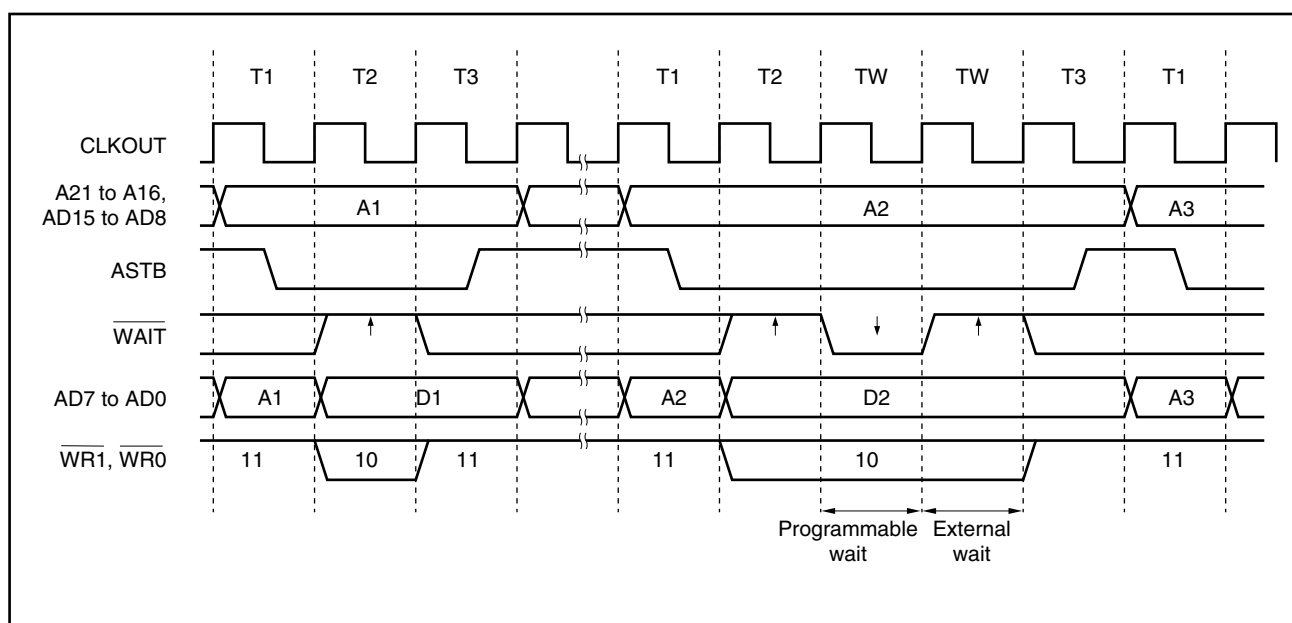 T1 T2 T3 T1 T2 TW TW T3 T1
CLKOUT
A21 to A16,
AD15 to AD8
A1 A2 A3
ASTB
WAIT
AD7 to AD0 A1 D1 A2 D2 A3
WR1, WR0 11 10 11 11 10 11
Programmable
wait
External
wait